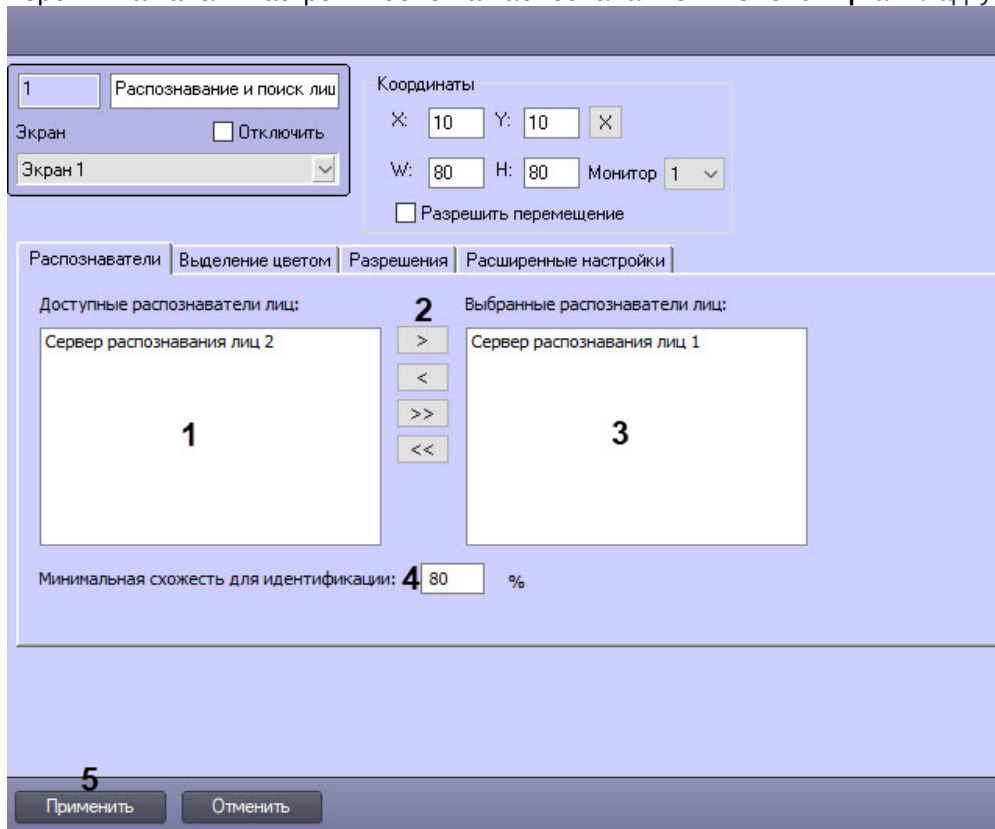 1 Распознавание и поиск лиц
Экран Отключить
Экран 1
Координаты
X: 10 Y: 10 X
W: 80 H: 80 Монитор 1
Разрешить перемещение
Распознаватели Выделение цветом Разрешения Расширенные настройки
Доступные распознаватели лиц: 2 Выбранные распознаватели лиц:
Сервер распознавания лиц 2 > Сервер распознавания лиц 1
<
>>
1 3
<<
Минимальная схожесть для идентификации: 4 80 %
5
Применить Отменить